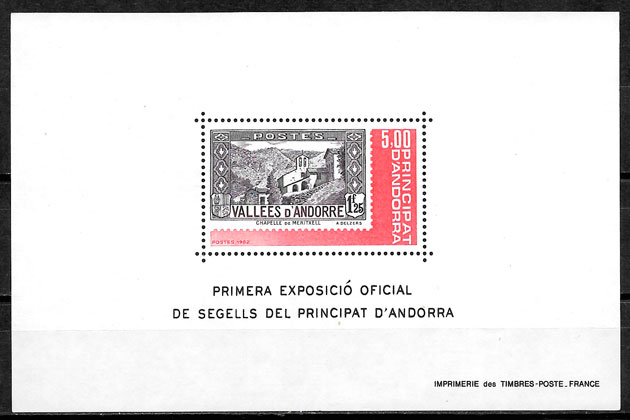 POSTES
5,00
PRINCIPAT
D'ANDORRA
VALLÉES D'ANDORRE
1F25
CHAPELLE DE MERITXELL
A. DELZERS
POSTES 1982
PRIMERA EXPOSICIÓ OFICIAL
DE SEGELLS DEL PRINCIPAT D'ANDORRA
IMPRIMERIE des TIMBRES-POSTE. FRANCE